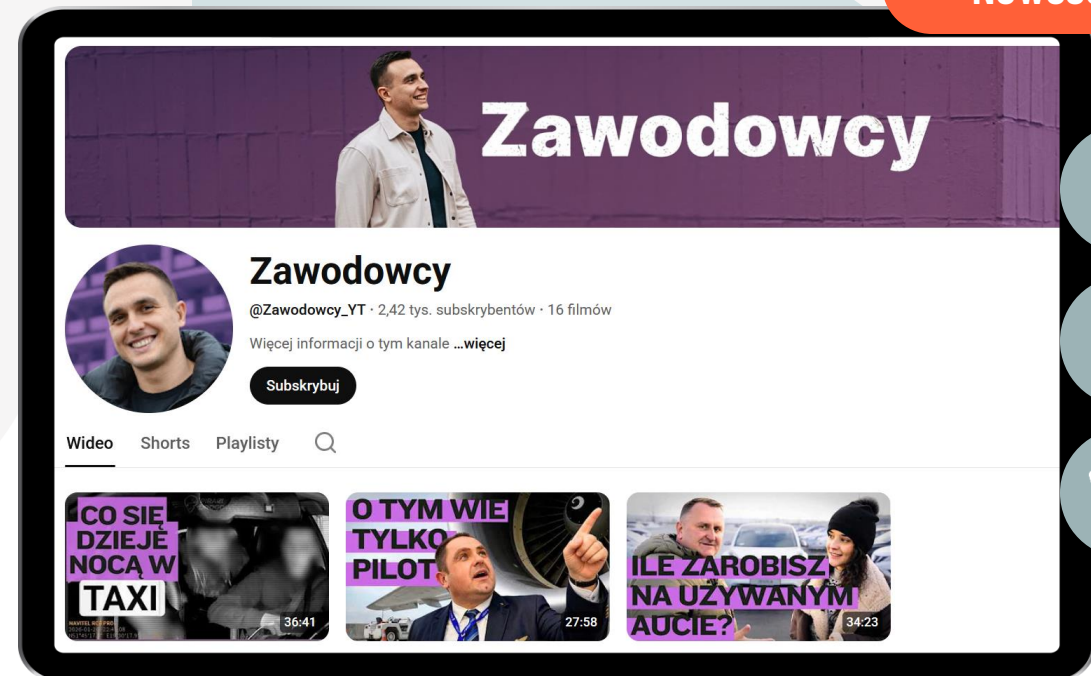 Zawodowcy
Zawodowcy
@Zawodowcy_YT · 2,42 tys. subskrybentów · 16 filmów
Więcej informacji o tym kanale ...więcej
Subskrybuj
Wideo Shorts Playlisty
CO SIĘ
DZIEJE
NOCĄ W
TAXI
36:41
O TYM WIE
TYLKO
PILOT
27:58
ILE ZAROBISZ
NA UŻYWANYM
AUCIE?
34:23